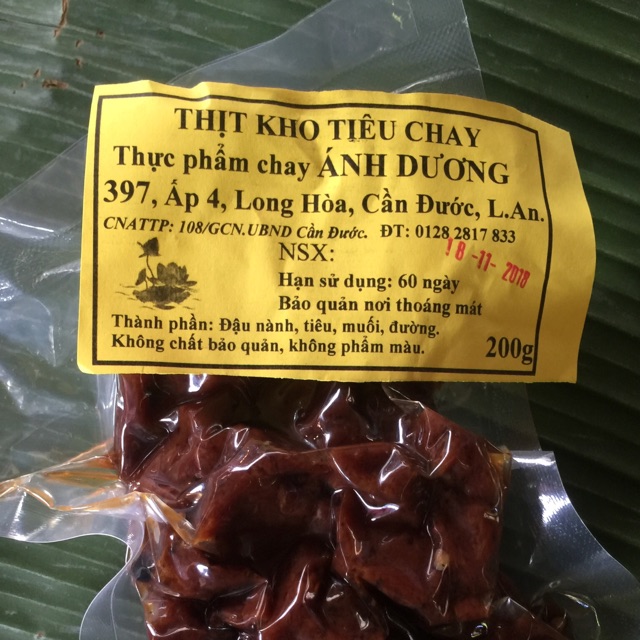 THỊT KHO TIÊU CHAY
Thực phẩm chay ÁNH DƯƠNG
397, Ấp 4, Long Hòa, Cần Đước, L.An.
CNATTP: 108/GCN.UBND Cần Đước. ĐT: 0128 2817 833
NSX: 18-11-2018
Hạn sử dụng: 60 ngày
Bảo quản nơi thoáng mát
Thành phần: Đậu nành, tiêu, muối, đường.
Không chất bảo quản, không phẩm màu. 200g